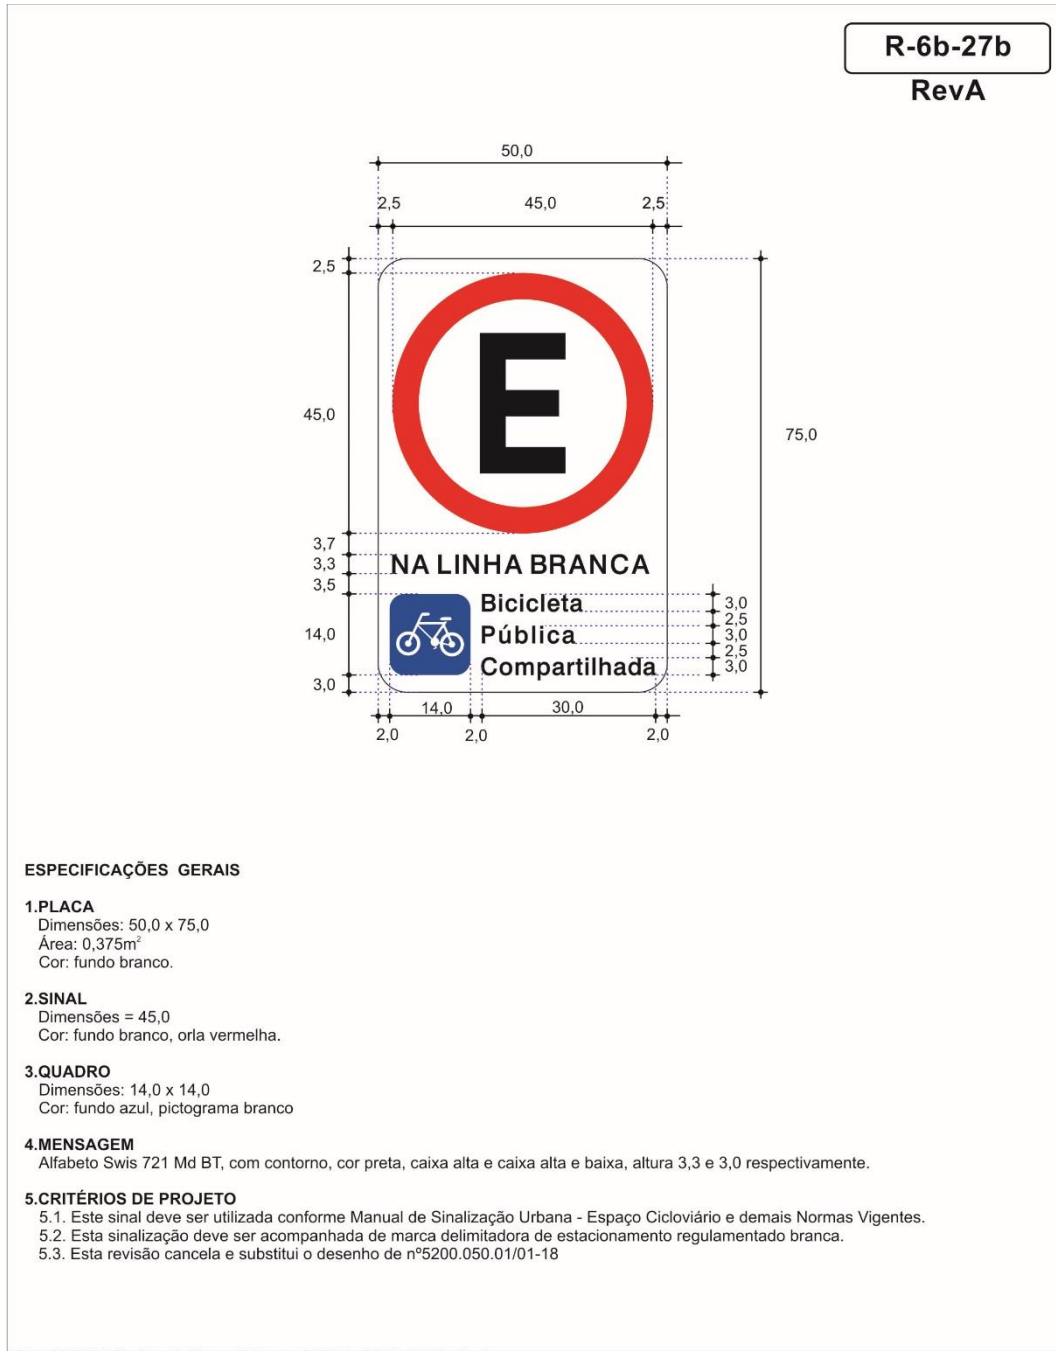 R-6b-27b
RevA
50,0
2,5 45,0 2,5
2,5
E
45,0
75,0
3,7
3,3
3,5
14,0
3,0
NA LINHA BRANCA
Bicicleta
Pública
Compartilhada
3,0
2,5
3,0
2,5
3,0
14,0 30,0
2,0 2,0 2,0
ESPECIFICAÇÕES GERAIS
1.PLACA
Dimensões: 50,0 x 75,0
Área: 0,375m²
Cor: fundo branco.
2.SINAL
Dimensões = 45,0
Cor: fundo branco, orla vermelha.
3.QUADRO
Dimensões: 14,0 x 14,0
Cor: fundo azul, pictograma branco
4.MENSAGEM
Alfabeto Swis 721 Md BT, com contorno, cor preta, caixa alta e caixa alta e baixa, altura 3,3 e 3,0 respectivamente.
5.CRITÉRIOS DE PROJETO
5.1. Este sinal deve ser utilizada conforme Manual de Sinalização Urbana - Espaço Cicloviário e demais Normas Vigentes.
5.2. Esta sinalização deve ser acompanhada de marca delimitadora de estacionamento regulamentado branca.
5.3. Esta revisão cancela e substitui o desenho de nº5200.050.01/01-18